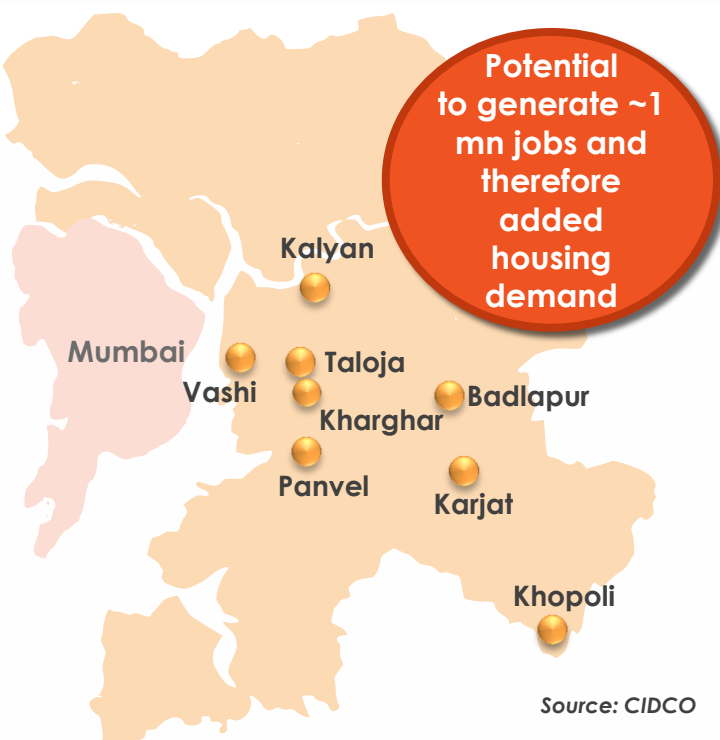 Potential
to generate ~1
mn jobs and
therefore
added
housing
demand
Kalyan
Mumbai
Taloja
Vashi
Badlapur
Kharghar
Panvel
Karjat
Khopoli
Source: CIDCO